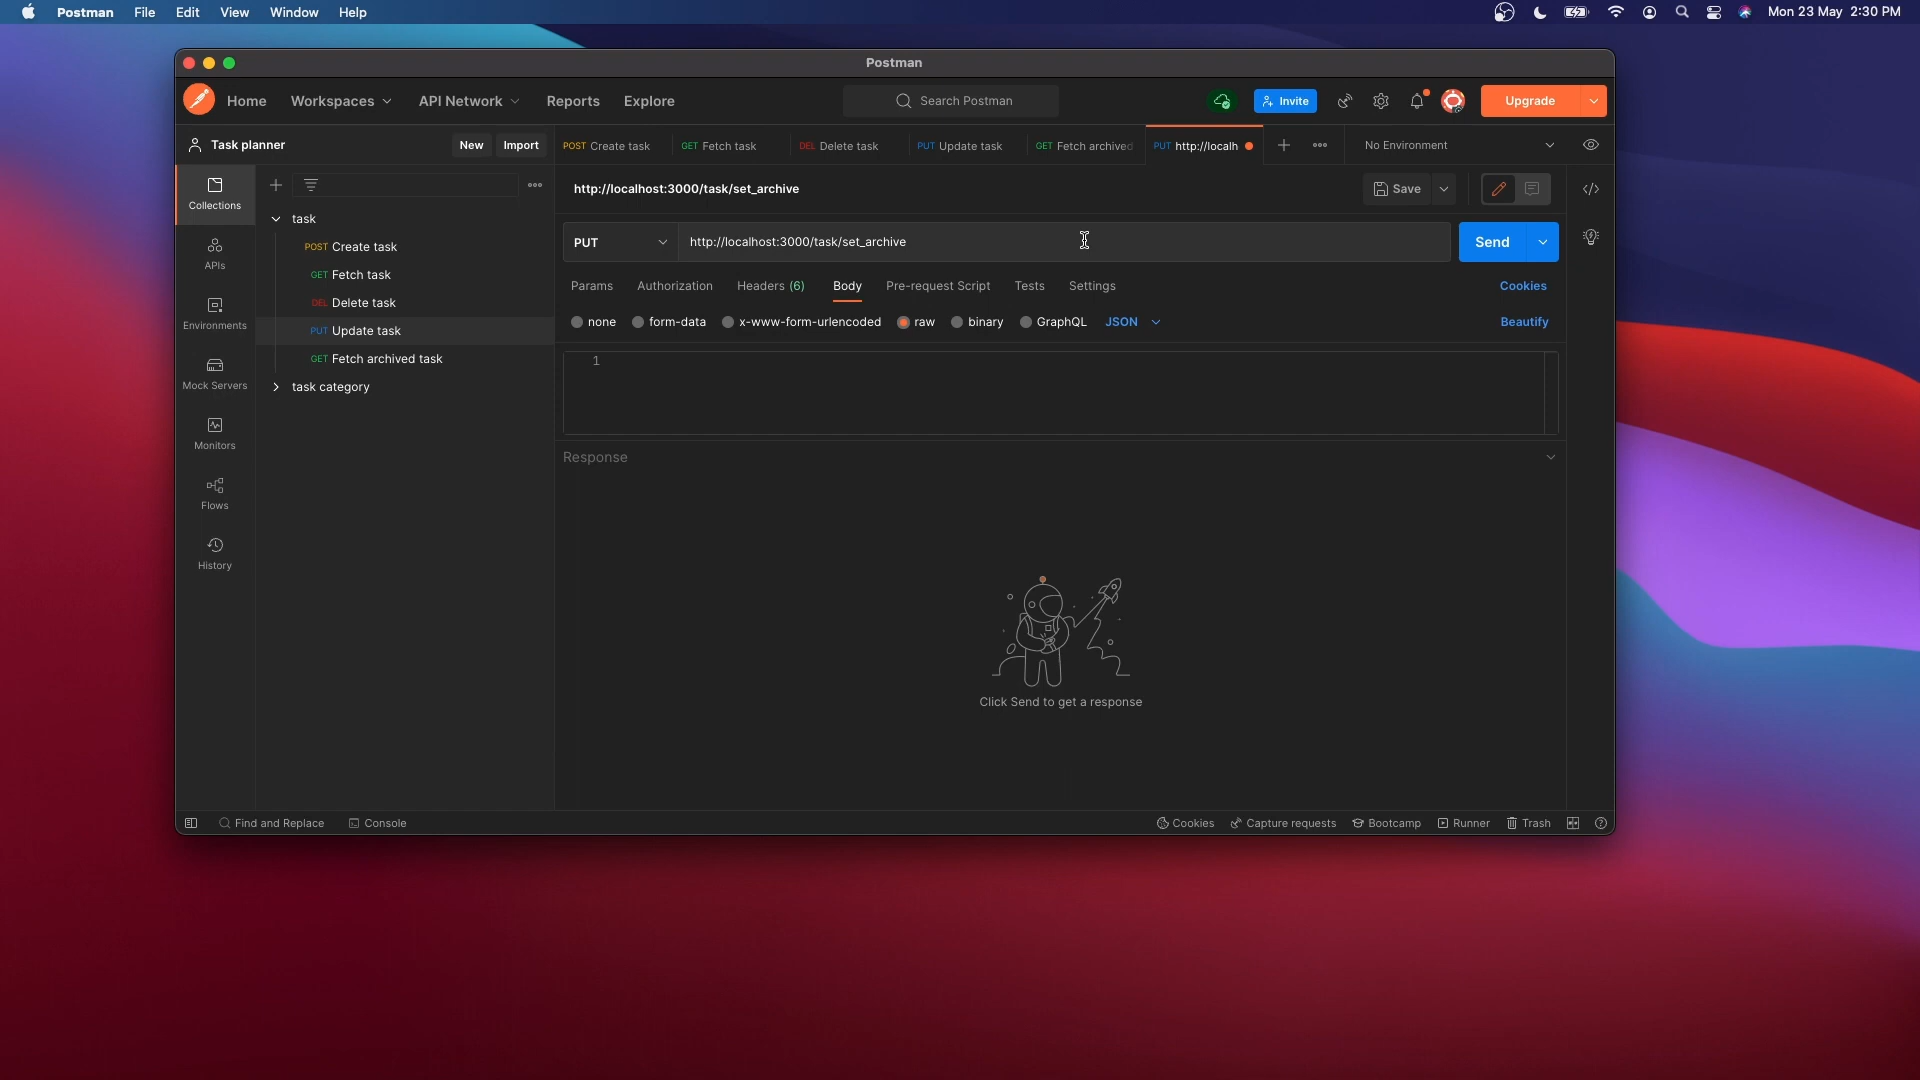 Postman File Edit View Window Help Mon 23 May 2:30 PM
Postman
Home Workspaces API Network Reports Explore Search Postman Invite Upgrade
Task planner New Import POST Create task GET Fetch task DEL Delete task PUT Update task GET Fetch archived PUT http://localh No Environment
Collections
http://localhost:3000/task/set_archive Save
task
POST Create task
PUT http://localhost:3000/task/set_archive Send
APIs
GET Fetch task
Params Authorization Headers (6) Body Pre-request Script Tests Settings Cookies
DEL Delete task
Environments
none form-data x-www-form-urlencoded raw binary GraphQL JSON Beautify
PUT Update task
GET Fetch archived task
1
Mock Servers
task category
Monitors
Response
Flows
History
Click Send to get a response
Find and Replace Console Cookies Capture requests Bootcamp Runner Trash